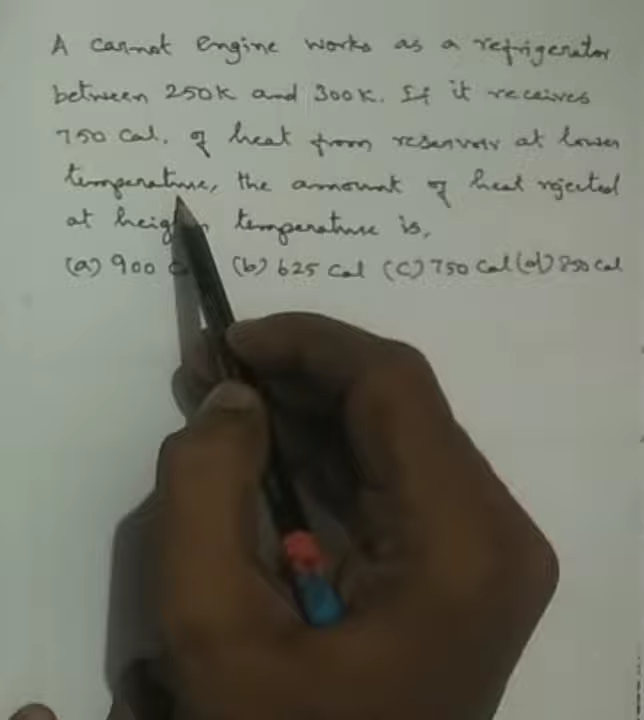 A carnot engine works as a refrigerator
between 250K and 300K. If it receives
750 Cal. of heat from reservoir at lower
temperature, the amount of heat rejected
at temperature is,
(a) 900 (b) 625 Cal (c) 750 Cal (d) 850 Cal